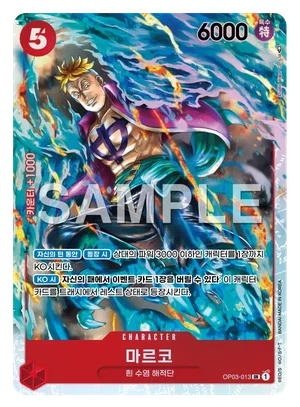 5
6000
특수
特
카운터 +1000
SAMPLE
자신의 턴 동안 등장 시 상대의 파워 3000 이하인 캐릭터를 1장까지
KO시킨다.
KO 시 자신의 패에서 이벤트 카드 1장을 버릴 수 있다: 이 캐릭터
카드를 트래시에서 레스트 상태로 등장시킨다.
CHARACTER
마르코
흰 수염 해적단
OP03-013
1